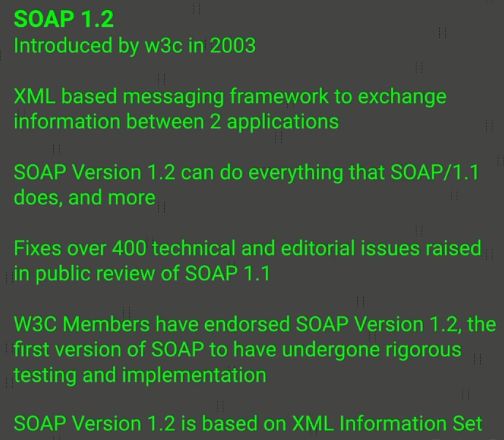 SOAP 1.2
Introduced by w3c in 2003
XML based messaging framework to exchange
information between 2 applications
SOAP Version 1.2 can do everything that SOAP/1.1
does, and more
Fixes over 400 technical and editorial issues raised
in public review of SOAP 1.1
W3C Members have endorsed SOAP Version 1.2, the
first version of SOAP to have undergone rigorous
testing and implementation
SOAP Version 1.2 is based on XML Information Set